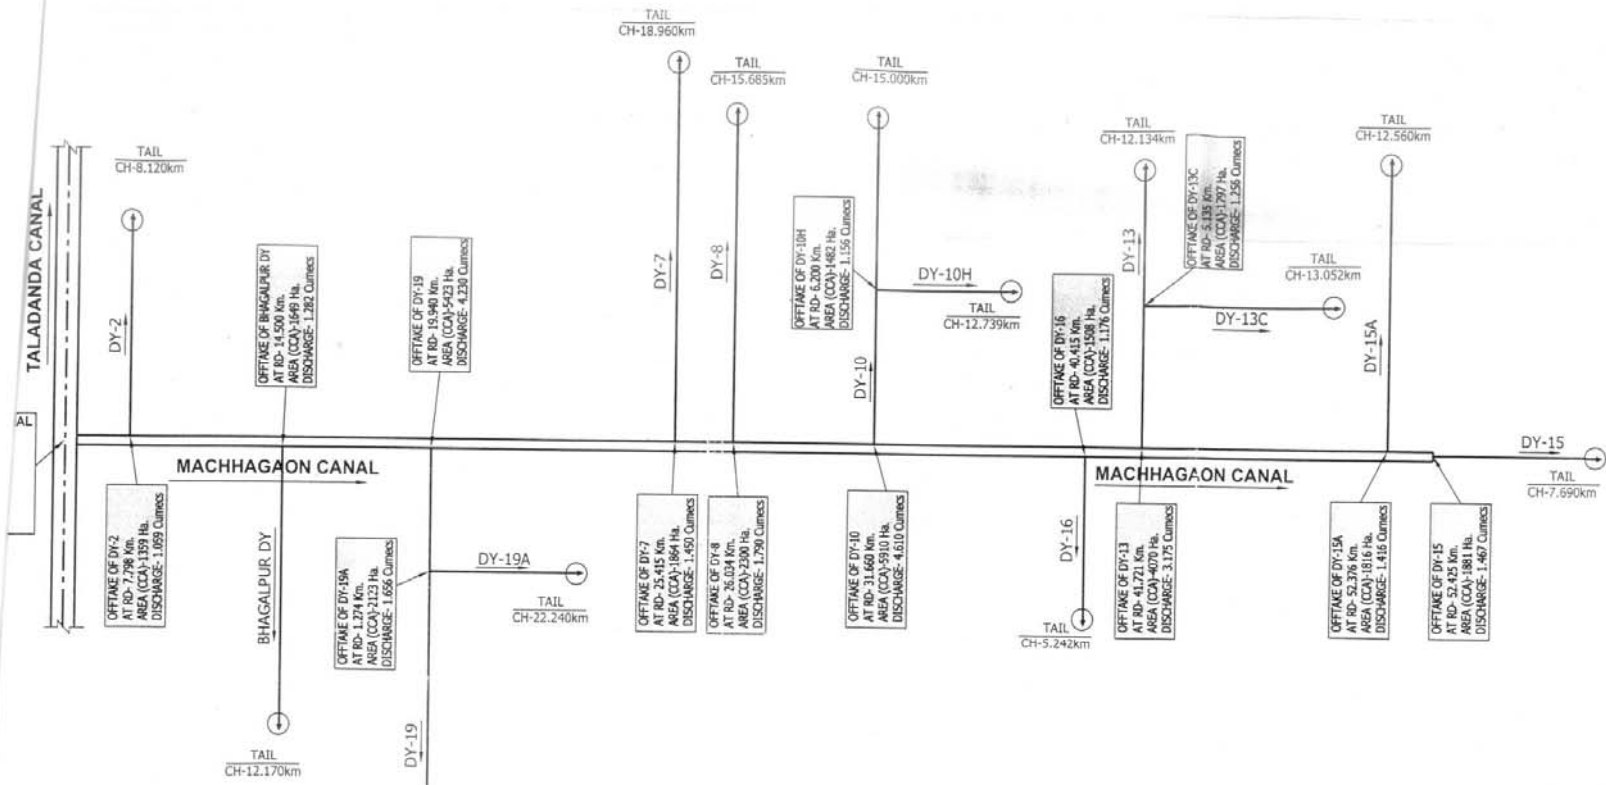 TAIL
CH-18.960km
TAIL
CH-15.685km
TAIL
CH-15.000km
TAIL
CH-12.134km
TAIL
CH-12.560km
TAIL
CH-8.120km
TALADANDA CANAL
DY-2
OFFTAKE OF BHAGALPUR DY
AT RD- 14.500 Km.
AREA (CCA)-1649 Ha.
DISCHARGE- 1.282 Cumecs
OFFTAKE OF DY-19
AT RD- 19.940 Km.
AREA (CCA)-5423 Ha.
DISCHARGE- 4.230 Cumecs
DY-7
DY-8
OFFTAKE OF DY-10H
AT RD- 6.200 Km.
AREA (CCA)-1482 Ha.
DISCHARGE- 1.156 Cumecs
DY-10H
TAIL
CH-12.739km
DY-10
OFFTAKE OF DY-16
AT RD- 40.415 Km.
AREA (CCA)-1508 Ha.
DISCHARGE- 1.176 Cumecs
DY-13
OFFTAKE OF DY-13C
AT RD- 5.135 Km.
AREA (CCA)-1797 Ha.
DISCHARGE- 1.256 Cumecs
TAIL
CH-13.052km
DY-13C
DY-15A
AL
MACHHAGAON CANAL
MACHHAGAON CANAL
DY-15
TAIL
CH-7.690km
OFFTAKE OF DY-2
AT RD- 7.798 Km.
AREA (CCA)-1359 Ha.
DISCHARGE- 1.059 Cumecs
BHAGALPUR DY
OFFTAKE OF DY-19A
AT RD- 1.274 Km.
AREA (CCA)-2123 Ha.
DISCHARGE- 1.656 Cumecs
DY-19A
TAIL
CH-22.240km
OFFTAKE OF DY-7
AT RD- 25.415 Km.
AREA (CCA)-1864 Ha.
DISCHARGE- 1.450 Cumecs
OFFTAKE OF DY-8
AT RD- 26.034 Km.
AREA (CCA)-2300 Ha.
DISCHARGE- 1.790 Cumecs
OFFTAKE OF DY-10
AT RD- 31.660 Km.
AREA (CCA)-5910 Ha.
DISCHARGE- 4.610 Cumecs
DY-16
TAIL
CH-5.242km
OFFTAKE OF DY-13
AT RD- 41.721 Km.
AREA (CCA)-4070 Ha.
DISCHARGE- 3.175 Cumecs
OFFTAKE OF DY-15A
AT RD- 52.376 Km.
AREA (CCA)-1816 Ha.
DISCHARGE- 1.416 Cumecs
OFFTAKE OF DY-15
AT RD- 52.425 Km.
AREA (CCA)-1881 Ha.
DISCHARGE- 1.467 Cumecs
DY-19
TAIL
CH-12.170km